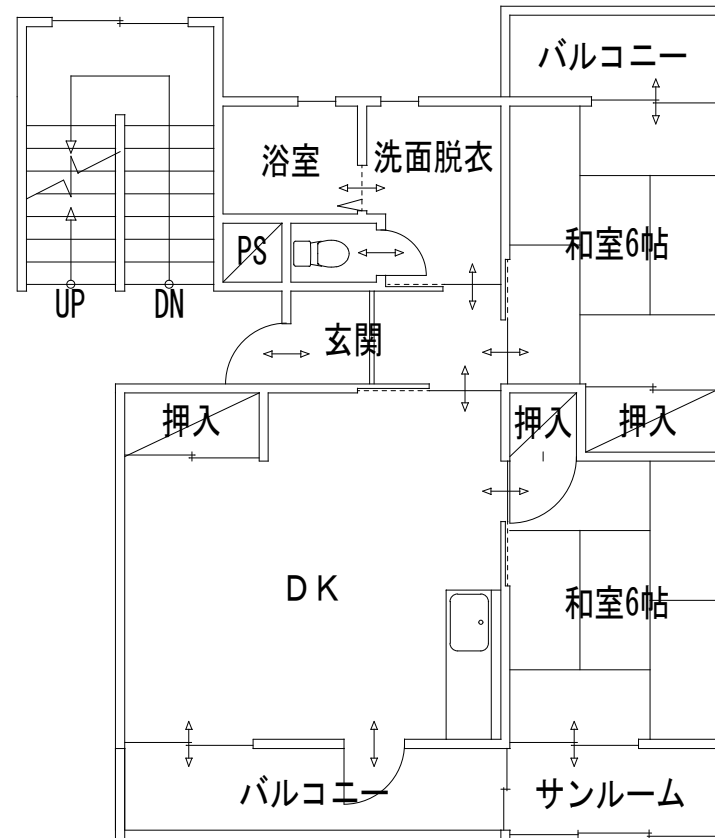 バルコニー
浴室
洗面脱衣
和室6帖
PS
UP
DN
玄関
押入
押入
押入
DK
和室6帖
バルコニー
サンルーム